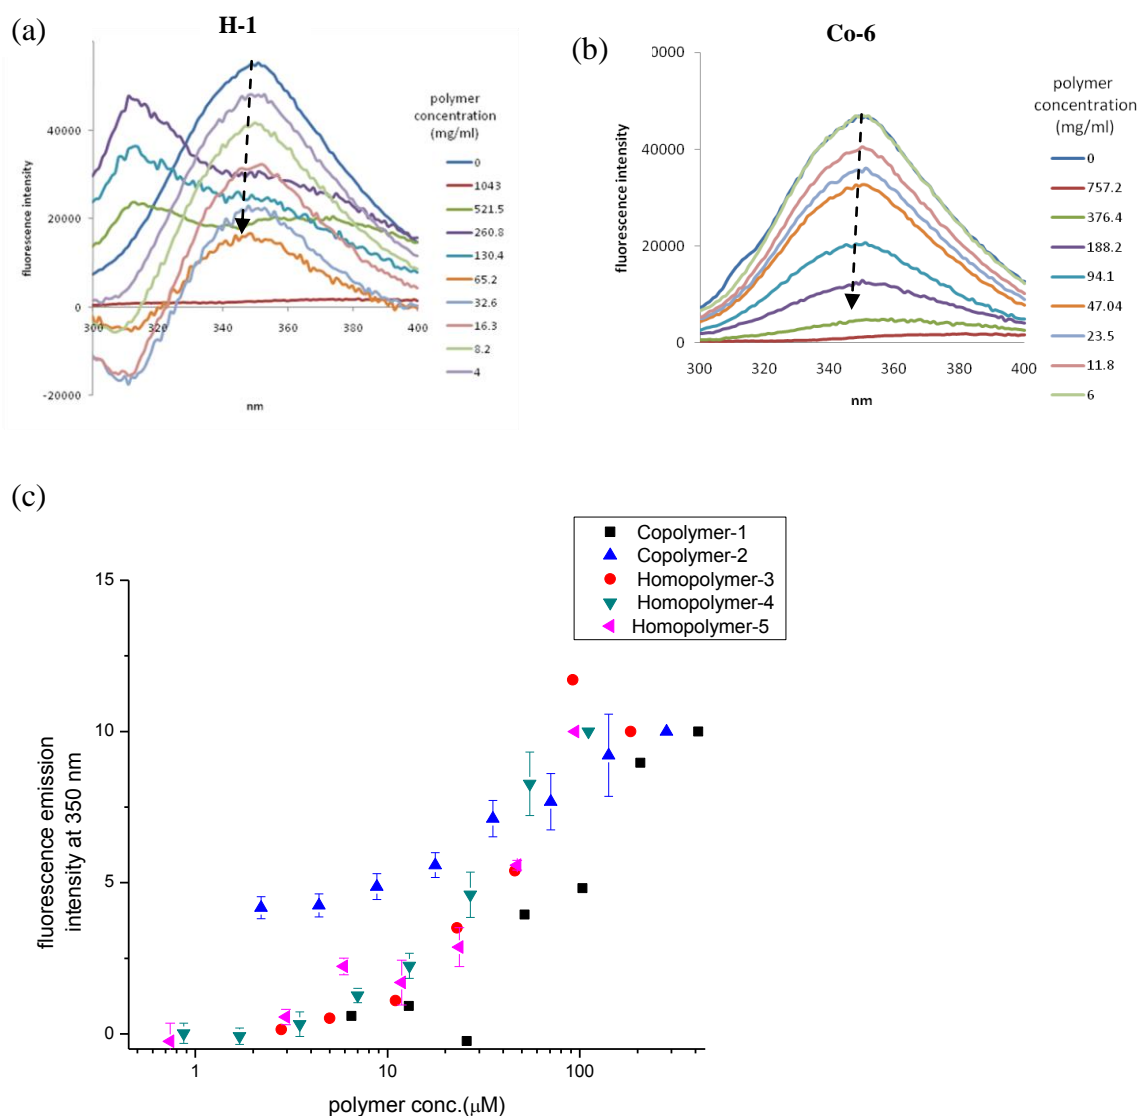 (a)
H-1
fluorescence intensity
40000
20000
0
-20000
300
320
340
360
380
400
nm
polymer
concentration
(mg/ml)
0
1043
521.5
260.8
130.4
65.2
32.6
16.3
8.2
4
(b)
Co-6
fluorescence intensity
0000
40000
20000
0
300
320
340
360
380
400
nm
polymer
concentration
(mg/ml)
0
757.2
376.4
188.2
94.1
47.04
23.5
11.8
6
(c)
Copolymer-1
Copolymer-2
Homopolymer-3
Homopolymer-4
Homopolymer-5
fluorescence emission
intensity at 350 nm
15
10
5
0
1
10
100
polymer conc.(μM)